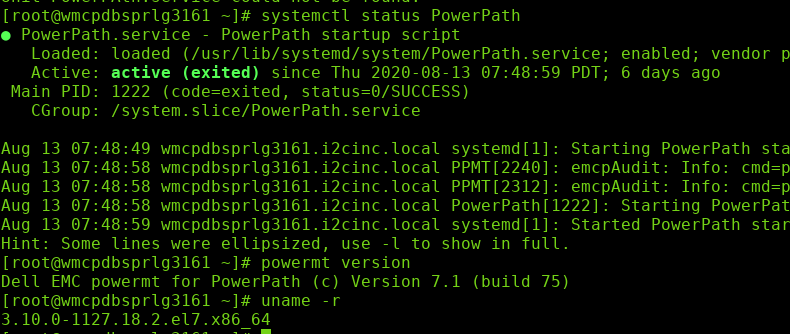 [root@wmcpdbsprlg3161 ~]# systemctl status PowerPath
● PowerPath.service - PowerPath startup script
   Loaded: loaded (/usr/lib/systemd/system/PowerPath.service; enabled; vendor p
   Active: active (exited) since Thu 2020-08-13 07:48:59 PDT; 6 days ago
 Main PID: 1222 (code=exited, status=0/SUCCESS)
   CGroup: /system.slice/PowerPath.service
Aug 13 07:48:49 wmcpdbsprlg3161.i2cinc.local systemd[1]: Starting PowerPath sta
Aug 13 07:48:58 wmcpdbsprlg3161.i2cinc.local PPMT[2240]: emcpAudit: Info: cmd=p
Aug 13 07:48:58 wmcpdbsprlg3161.i2cinc.local PPMT[2312]: emcpAudit: Info: cmd=p
Aug 13 07:48:58 wmcpdbsprlg3161.i2cinc.local PowerPath[1222]: Starting PowerPat
Aug 13 07:48:59 wmcpdbsprlg3161.i2cinc.local systemd[1]: Started PowerPath star
Hint: Some lines were ellipsized, use -l to show in full.
[root@wmcpdbsprlg3161 ~]# powermt version
Dell EMC powermt for PowerPath (c) Version 7.1 (build 75)
[root@wmcpdbsprlg3161 ~]# uname -r
3.10.0-1127.18.2.el7.x86_64